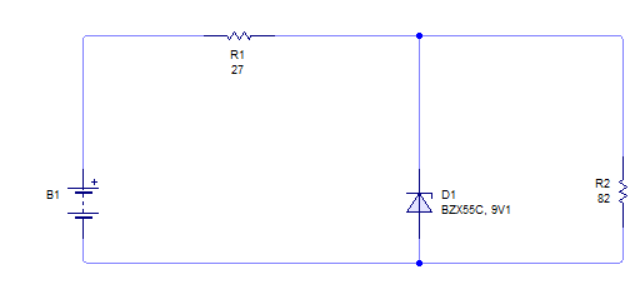 R1
27
B1
+
D1
BZX55C, 9V1
R2
82